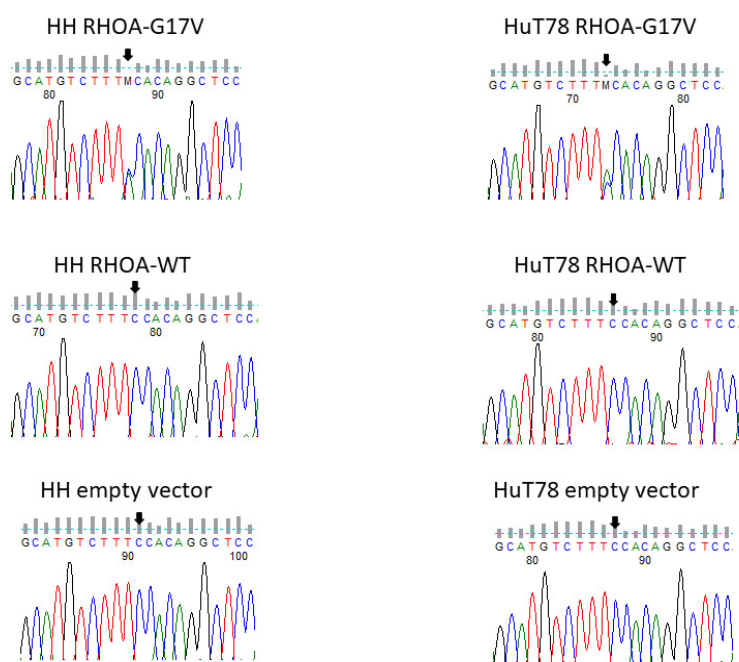 HH RHOA-G17V
GCATGTCTTTMCACAGGCTCC
80 90
HuT78 RHOA-G17V
GCATGTCTTTMCACAGGCTCC.
70 80
HH RHOA-WT
GCATGTCTTTCCACAGGCTCC
70 80
HuT78 RHOA-WT
GCATGTCTTTCCACAGGCTCC
80 90
HH empty vector
GCATGTCTTTCCACAGGCTCC
90 100
HuT78 empty vector
GCATGTCTTTCCACAGGCTCC
80 90